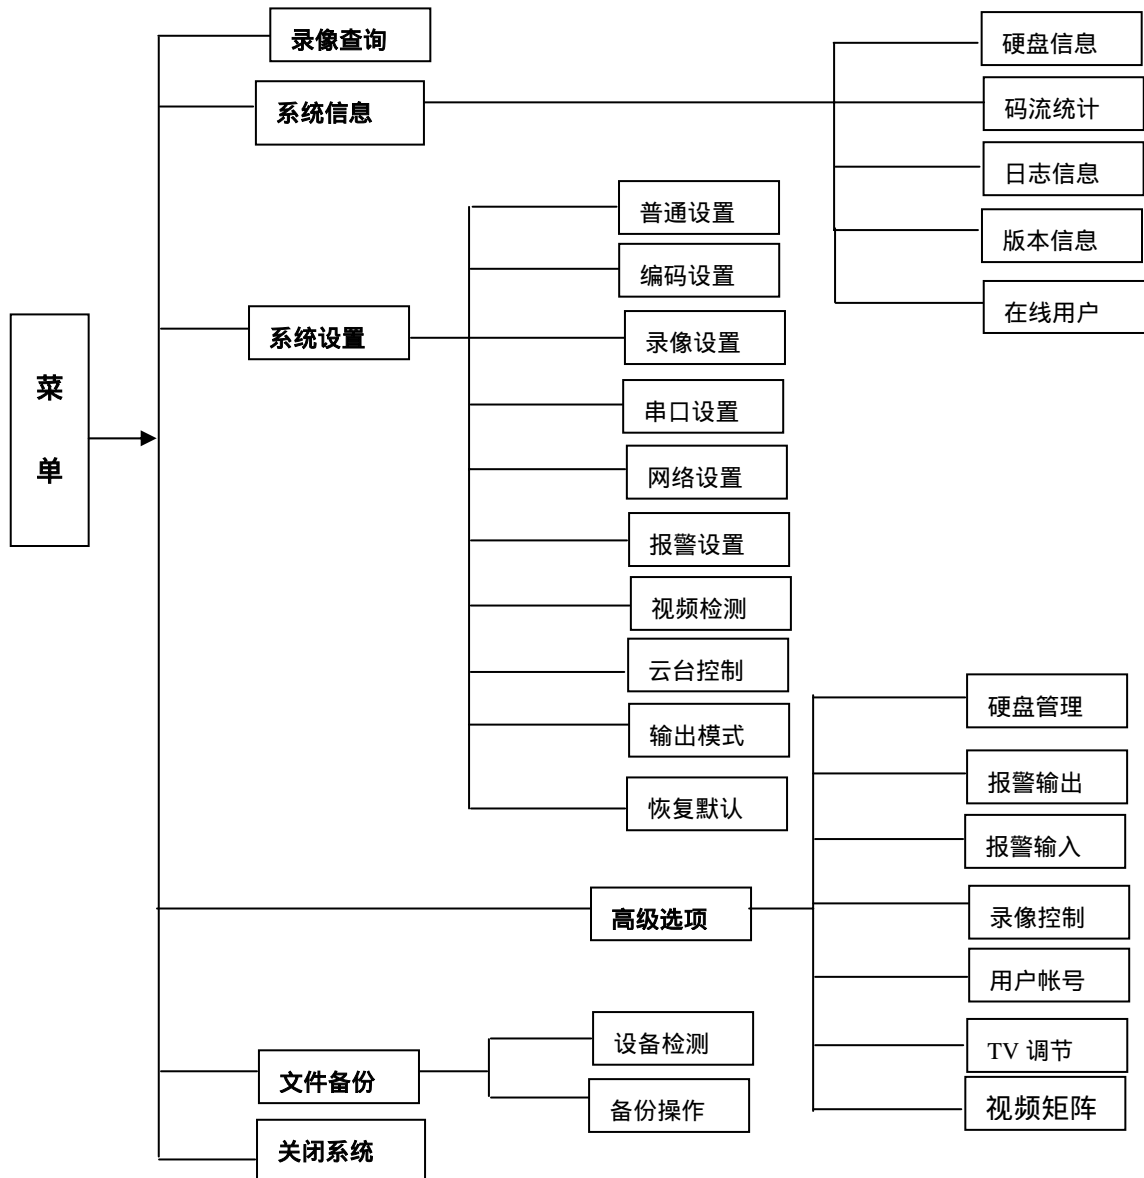 菜
单
录像查询
系统信息
硬盘信息
码流统计
日志信息
版本信息
在线用户
系统设置
普通设置
编码设置
录像设置
串口设置
网络设置
报警设置
视频检测
云台控制
输出模式
恢复默认
高级选项
硬盘管理
报警输出
报警输入
录像控制
用户帐号
TV 调节
视频矩阵
文件备份
设备检测
备份操作
关闭系统